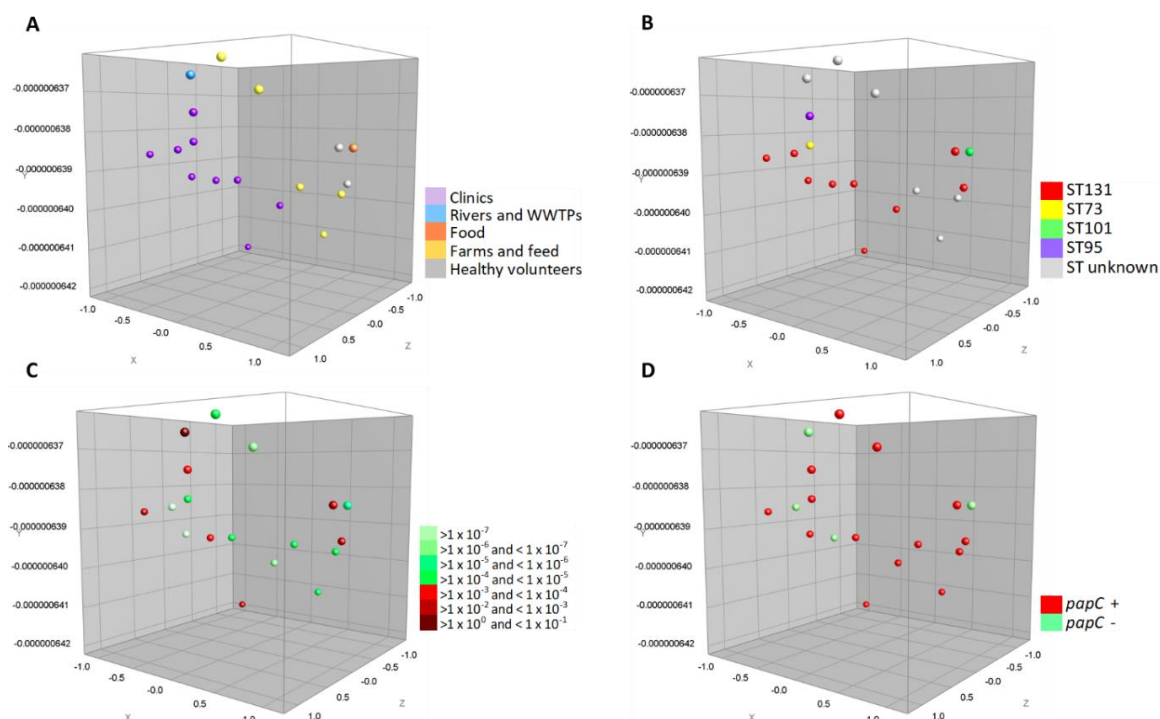 A
-0.000000637
-0.000000638
-0.000000639
Y
-0.000000640
-0.000000641
-0.000000642
-1.0
-0.5
-0.0
0.5
1.0
X
-1.0
-0.5
-0.0
0.5
1.0
Z
Clinics
Rivers and WWTPs
Food
Farms and feed
Healthy volunteers
B
-0.000000637
-0.000000638
-0.000000639
Y
-0.000000640
-0.000000641
-0.000000642
-1.0
-0.5
-0.0
0.5
1.0
X
-1.0
-0.5
-0.0
0.5
1.0
Z
ST131
ST73
ST101
ST95
ST unknown
C
-0.000000637
-0.000000638
-0.000000639
Y
-0.000000640
-0.000000641
-0.000000642
-1.0
-0.5
-0.0
0.5
1.0
X
-1.0
-0.5
-0.0
0.5
1.0
Z
>1 x 10⁻⁷
>1 x 10⁻⁶ and < 1 x 10⁻⁷
>1 x 10⁻⁵ and < 1 x 10⁻⁶
>1 x 10⁻⁴ and < 1 x 10⁻⁵
>1 x 10⁻³ and < 1 x 10⁻⁴
>1 x 10⁻² and < 1 x 10⁻³
>1 x 10⁰ and < 1 x 10⁻¹
D
-0.000000637
-0.000000638
-0.000000639
Y
-0.000000640
-0.000000641
-0.000000642
-1.0
-0.5
-0.0
0.5
1.0
X
-1.0
-0.5
-0.0
0.5
1.0
Z
papC +
papC -